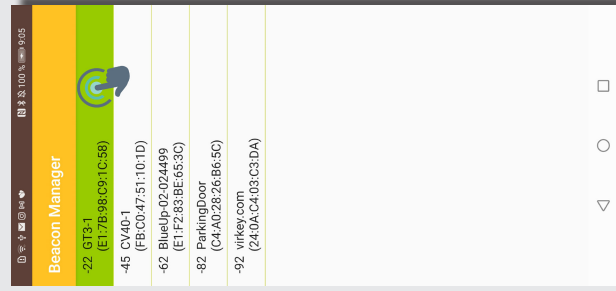 100 % 9:05
Beacon Manager
-22 GT3-1
(E1:7B:98:C9:1C:58)
-45 CV40-1
(FB:C0:47:51:10:1D)
-62 BlueUp-02-024499
(E1:F2:83:BE:65:3C)
-82 ParkingDoor
(C4:A0:28:26:B6:5C)
-92 virkey.com
(24:0A:C4:03:C3:DA)